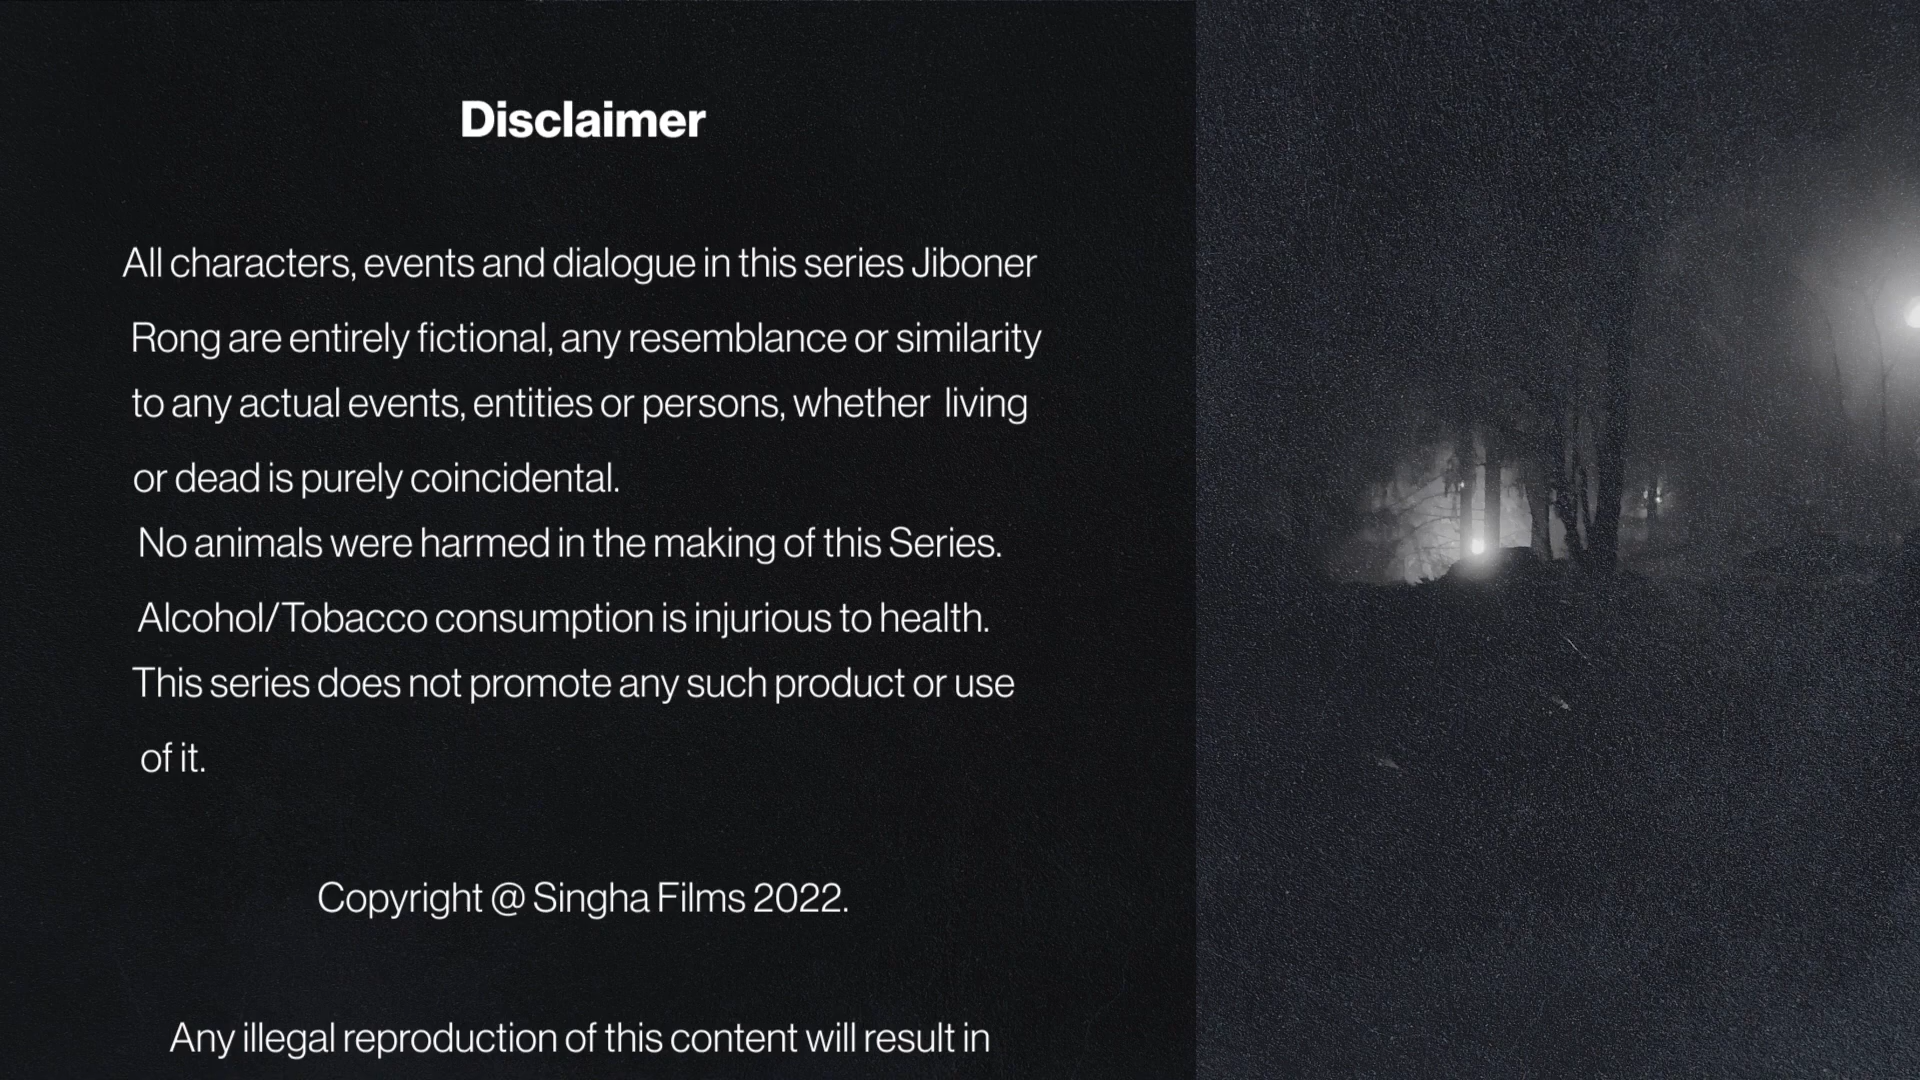 Disclaimer
All characters, events and dialogue in this series Jiboner
Rong are entirely fictional, any resemblance or similarity
to any actual events, entities or persons, whether living
or dead is purely coincidental.
No animals were harmed in the making of this Series.
Alcohol/Tobacco consumption is injurious to health.
This series does not promote any such product or use
of it.
Copyright @ Singha Films 2022.
Any illegal reproduction of this content will result in